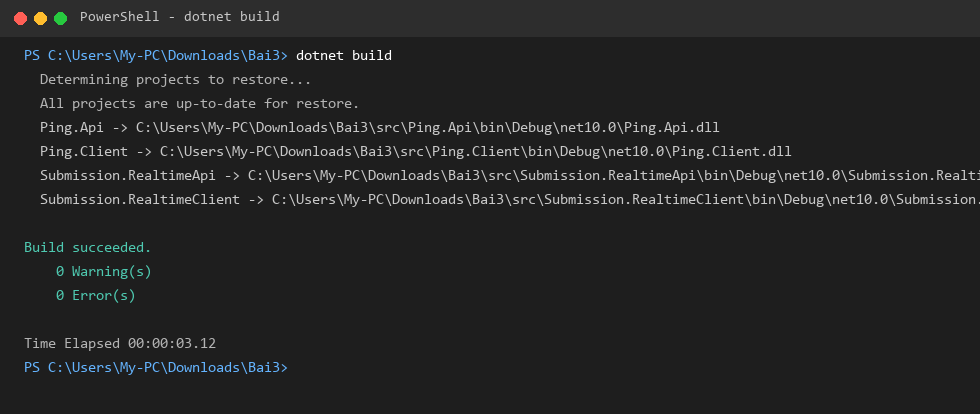 PowerShell - dotnet build
PS C:\Users\My-PC\Downloads\Bai3> dotnet build
Determining projects to restore...
All projects are up-to-date for restore.
Ping.Api -> C:\Users\My-PC\Downloads\Bai3\src\Ping.Api\bin\Debug\net10.0\Ping.Api.dll
Ping.Client -> C:\Users\My-PC\Downloads\Bai3\src\Ping.Client\bin\Debug\net10.0\Ping.Client.dll
Submission.RealtimeApi -> C:\Users\My-PC\Downloads\Bai3\src\Submission.RealtimeApi\bin\Debug\net10.0\Submission.Realti
Submission.RealtimeClient -> C:\Users\My-PC\Downloads\Bai3\src\Submission.RealtimeClient\bin\Debug\net10.0\Submission.
Build succeeded.
0 Warning(s)
0 Error(s)
Time Elapsed 00:00:03.12
PS C:\Users\My-PC\Downloads\Bai3>